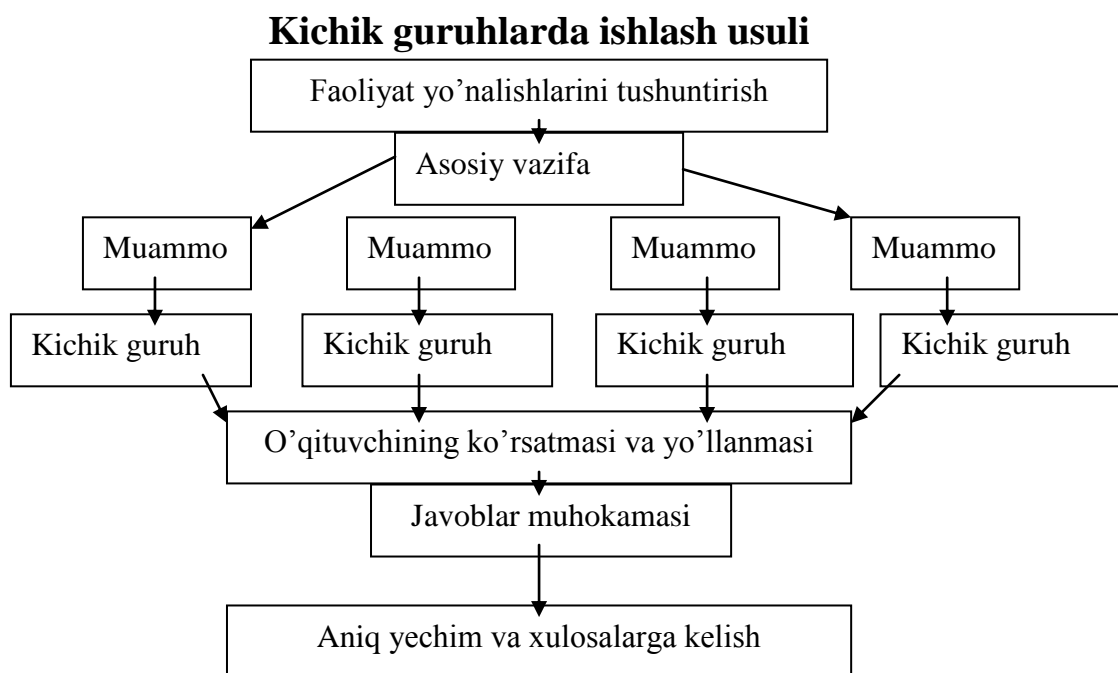 Kichik guruhlarda ishlash usuli
Faoliyat yo’nalishlarini tushuntirish
Asosiy vazifa
Muammo
Muammo
Muammo
Muammo
Kichik guruh
Kichik guruh
Kichik guruh
Kichik guruh
O’qituvchining ko’rsatmasi va yo’llanmasi
Javoblar muhokamasi
Aniq yechim va xulosalarga kelish